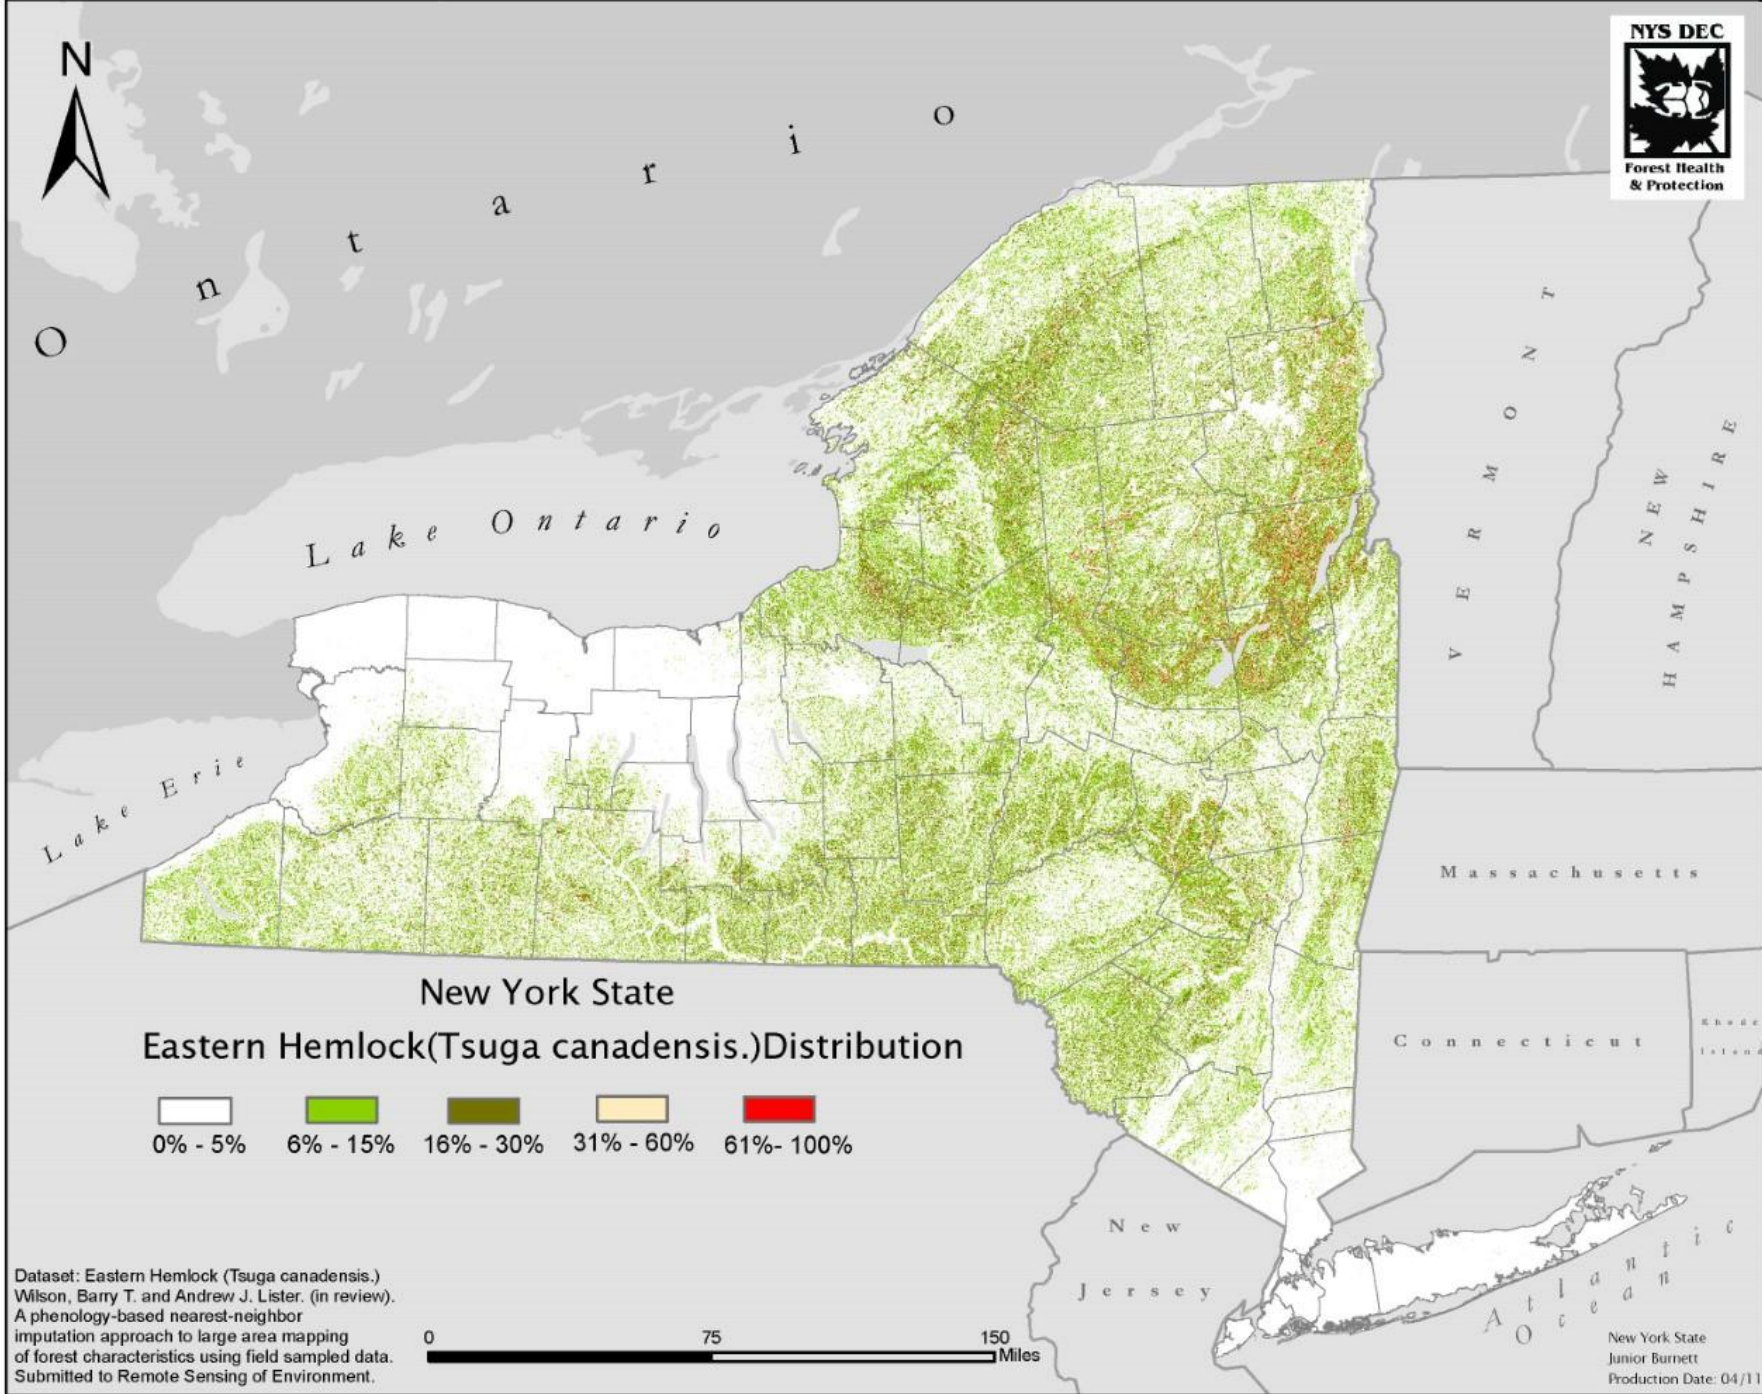 N
NYS DEC
Forest Health
& Protection
Ontario
Lake Ontario
Lake Erie
VERMONT
NEW
HAMPSHIRE
Massachusetts
Connecticut
New
Jersey
Atlantic
Ocean
New York State
Eastern Hemlock(Tsuga canadensis.)Distribution
0% - 5%
6% - 15%
16% - 30%
31% - 60%
61%- 100%
Dataset: Eastern Hemlock (Tsuga canadensis.)
Wilson, Barry T. and Andrew J. Lister. (in review).
A phenology-based nearest-neighbor
imputation approach to large area mapping
of forest characteristics using field sampled data.
Submitted to Remote Sensing of Environment.
0 75 150
Miles
New York State
Junior Burnett
Production Date: 04/11